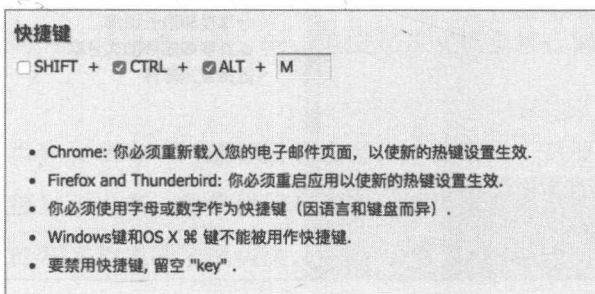 快捷键
SHIFT + CTRL + ALT + M
Chrome: 你必须重新载入您的电子邮件页面，以使新的热键设置生效.
Firefox and Thunderbird: 你必须重启应用以使新的热键设置生效.
你必须使用字母或数字作为快捷键（因语言和键盘而异）.
Windows键和OS X ⌘ 键不能被用作快捷键.
要禁用快捷键, 留空 "key" .